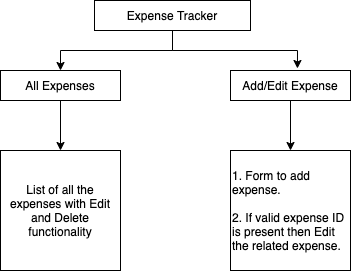 Expense Tracker
All Expenses
Add/Edit Expense
List of all the
expenses with Edit
and Delete
functionality
1. Form to add
expense.
2. If valid expense ID
is present then Edit
the related expense.